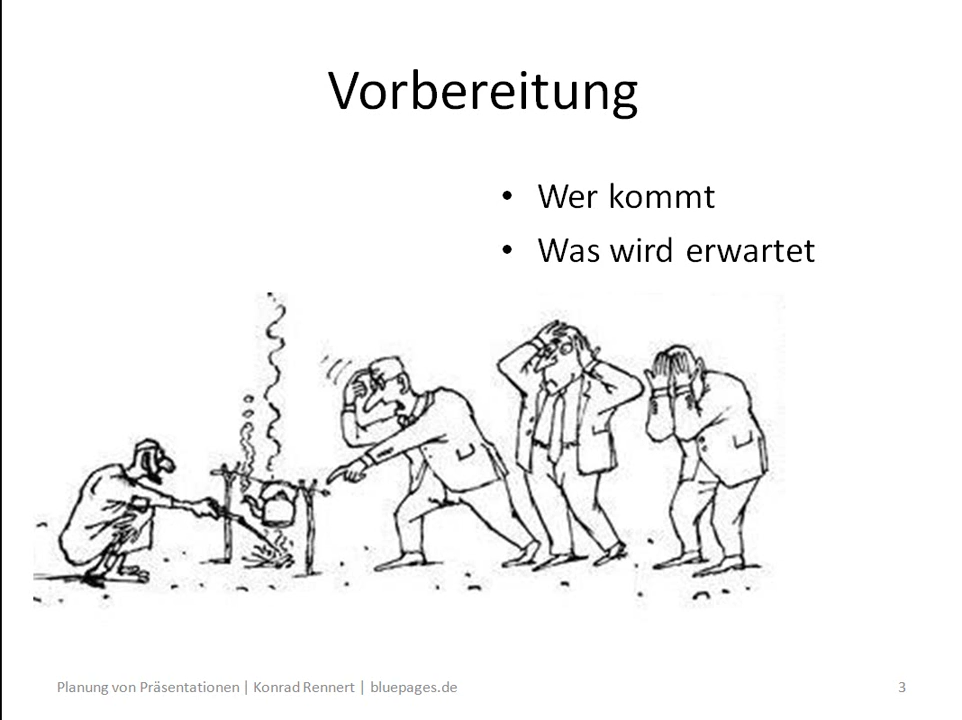 Vorbereitung
• Wer kommt
• Was wird erwartet
Planung von Präsentationen | Konrad Rennert | bluepages.de 3